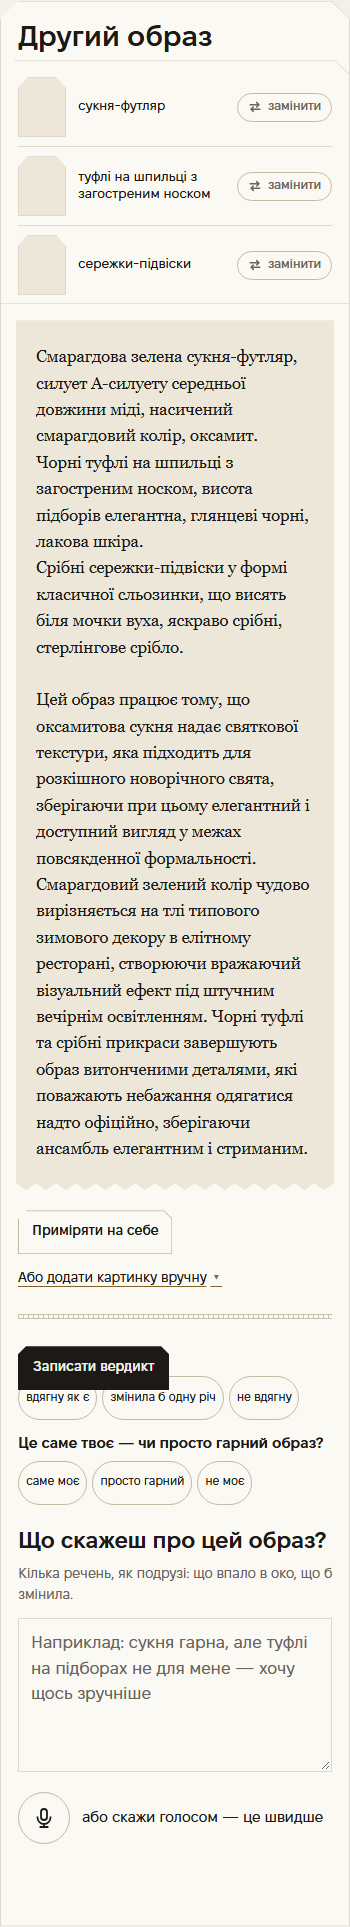 Другий образ
сукня-футляр
замінити
туфлі на шпильці з
загостреним носком
замінити
сережки-підвіски
замінити
Смарагдова зелена сукня-футляр,
силует А-силуету середньої
довжини міді, насичений
смарагдовий колір, оксамит.
Чорні туфлі на шпильці з
загостреним носком, висота
підборів елегантна, глянцеві чорні,
лакова шкіра.
Срібні сережки-підвіски у формі
класичної сльозинки, що висять
біля мочки вуха, яскраво срібні,
стерлінгове срібло.
Цей образ працює тому, що
оксамитова сукня надає святкової
текстури, яка підходить для
розкішного новорічного свята,
зберігаючи при цьому елегантний і
доступний вигляд у межах
повсякденної формальності.
Смарагдовий зелений колір чудово
вирізняється на тлі типового
зимового декору в елітному
ресторані, створюючи вражаючий
візуальний ефект під штучним
вечірнім освітленням. Чорні туфлі
та срібні прикраси завершують
образ витонченими деталями, які
поважають небажання одягатися
надто офіційно, зберігаючи
ансамбль елегантним і стриманим.
Приміряти на себе
Або додати картинку вручну
Записати вердикт
вдягну як є
змінила б одну річ
не вдягну
Це саме твоє — чи просто гарний образ?
саме моє
просто гарний
не моє
Що скажеш про цей образ?
Кілька речень, як подрузі: що впало в око, що б
змінила.
Наприклад: сукня гарна, але туфлі
на підборах не для мене — хочу
щось зручніше
або скажи голосом — це швидше